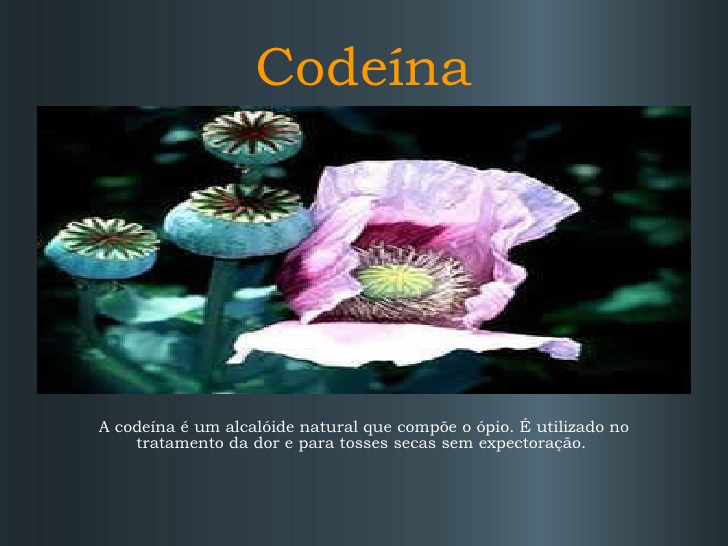 Codeína
A codeína é um alcalóide natural que compõe o ópio. É utilizado no
tratamento da dor e para tosses secas sem expectoração.